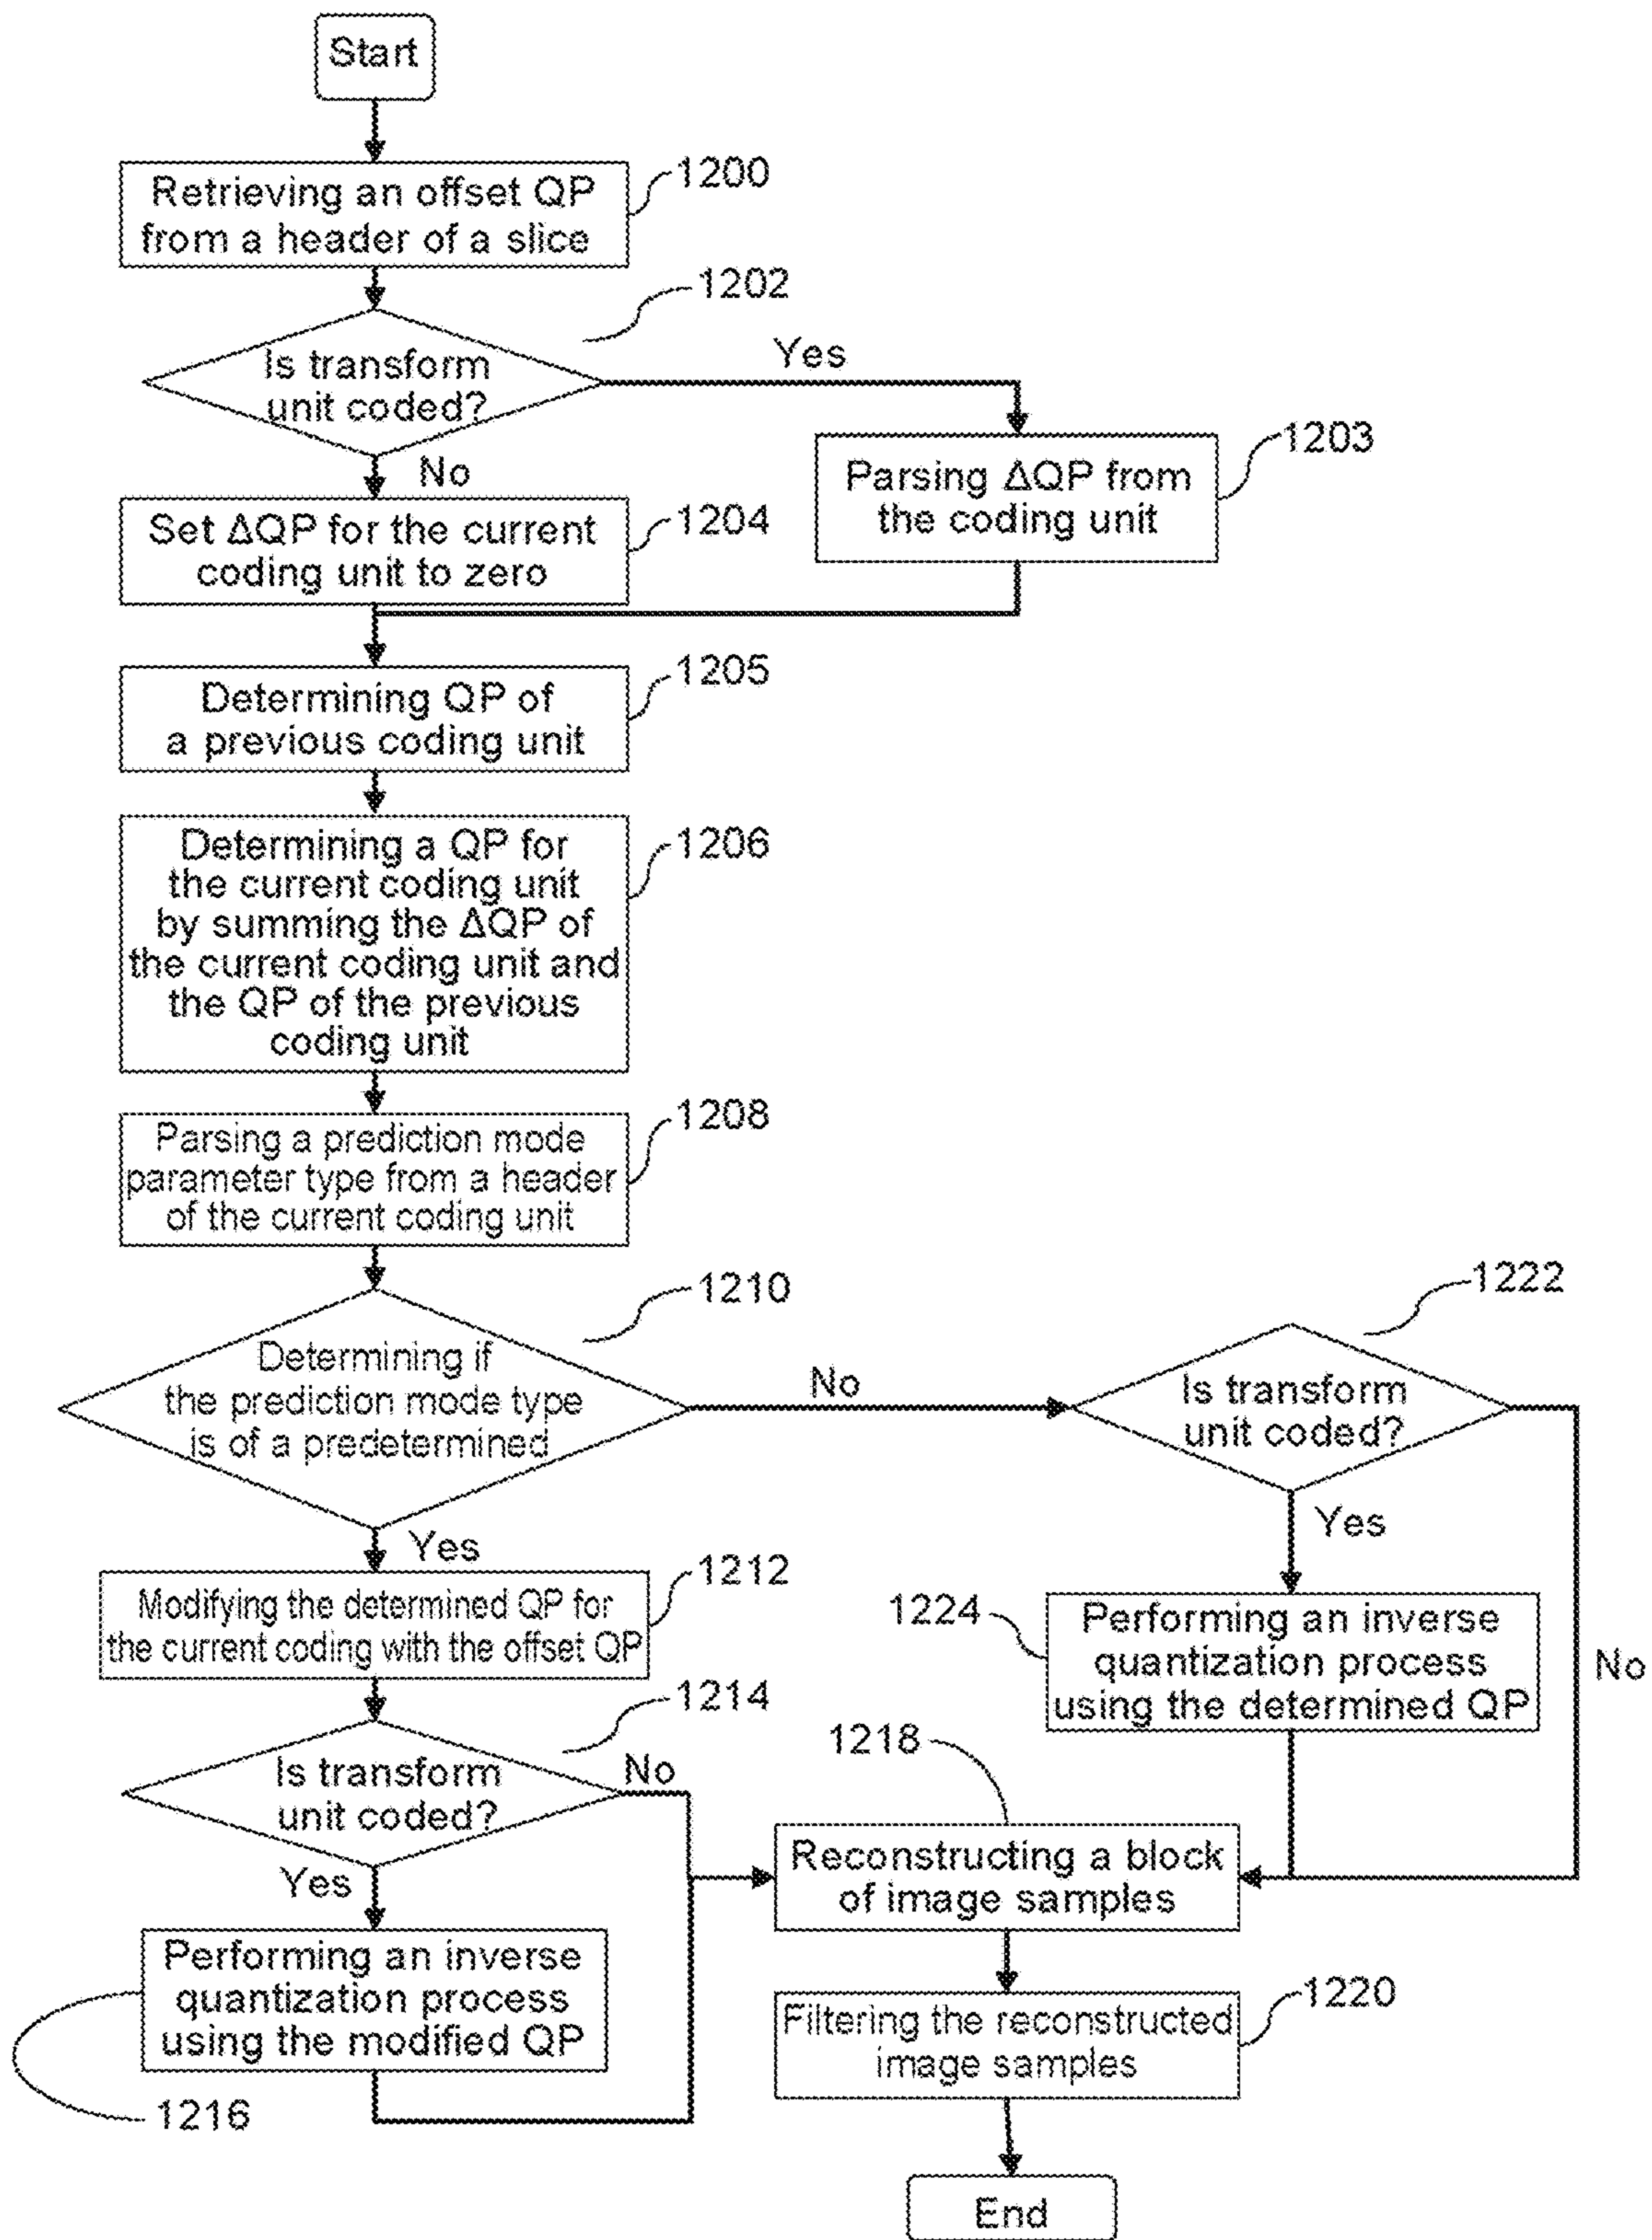 Start
Retrieving an offset QP
from a header of a slice
1200
1202
Is transform
unit coded?
Yes
No
Parsing ΔQP from
the coding unit
1203
Set ΔQP for the current
coding unit to zero
1204
Determining QP of
a previous coding unit
1205
Determining a QP for
the current coding unit
by summing the ΔQP of
the current coding unit and
the QP of the previous
coding unit
1206
Parsing a prediction mode
parameter type from a header
of the current coding unit
1208
1210
Determining if
the prediction mode type
is of a predetermined
No
Yes
1222
Is transform
unit coded?
Yes
No
Modifying the determined QP for
the current coding with the offset QP
1212
1224
Performing an inverse
quantization process
using the determined QP
1214
Is transform
unit coded?
No
Yes
1218
Reconstructing a block
of image samples
Performing an inverse
quantization process
using the modified QP
1216
Filtering the reconstructed
image samples
1220
End